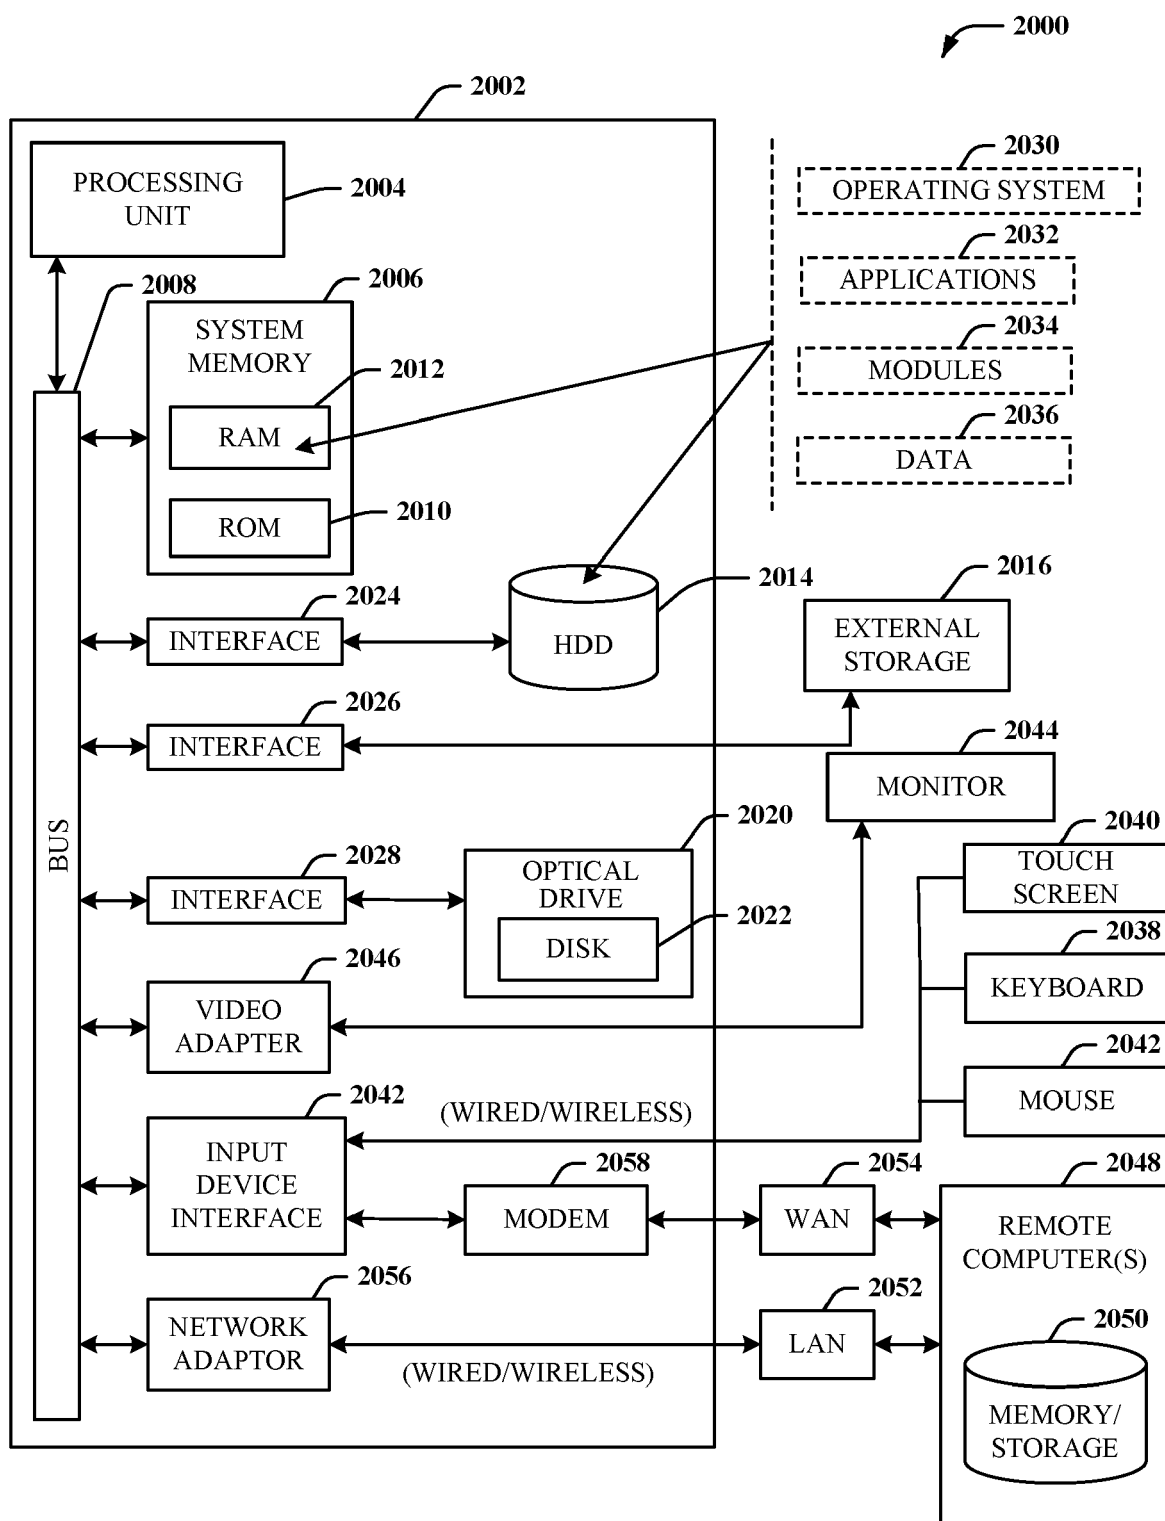 2000
2002
PROCESSING
UNIT
2004
2030
OPERATING SYSTEM
2032
APPLICATIONS
2034
MODULES
2036
DATA
2008
2006
SYSTEM
MEMORY
2012
RAM
2010
ROM
2024
INTERFACE
2014
HDD
2016
EXTERNAL
STORAGE
2026
INTERFACE
2044
MONITOR
BUS
2028
INTERFACE
2020
OPTICAL
DRIVE
2022
DISK
2040
TOUCH
SCREEN
2038
KEYBOARD
2042
MOUSE
2046
VIDEO
ADAPTER
2042
INPUT
DEVICE
INTERFACE
(WIRED/WIRELESS)
2058
MODEM
2054
WAN
2048
REMOTE
COMPUTER(S)
2056
NETWORK
ADAPTOR
(WIRED/WIRELESS)
2052
LAN
2050
MEMORY/
STORAGE